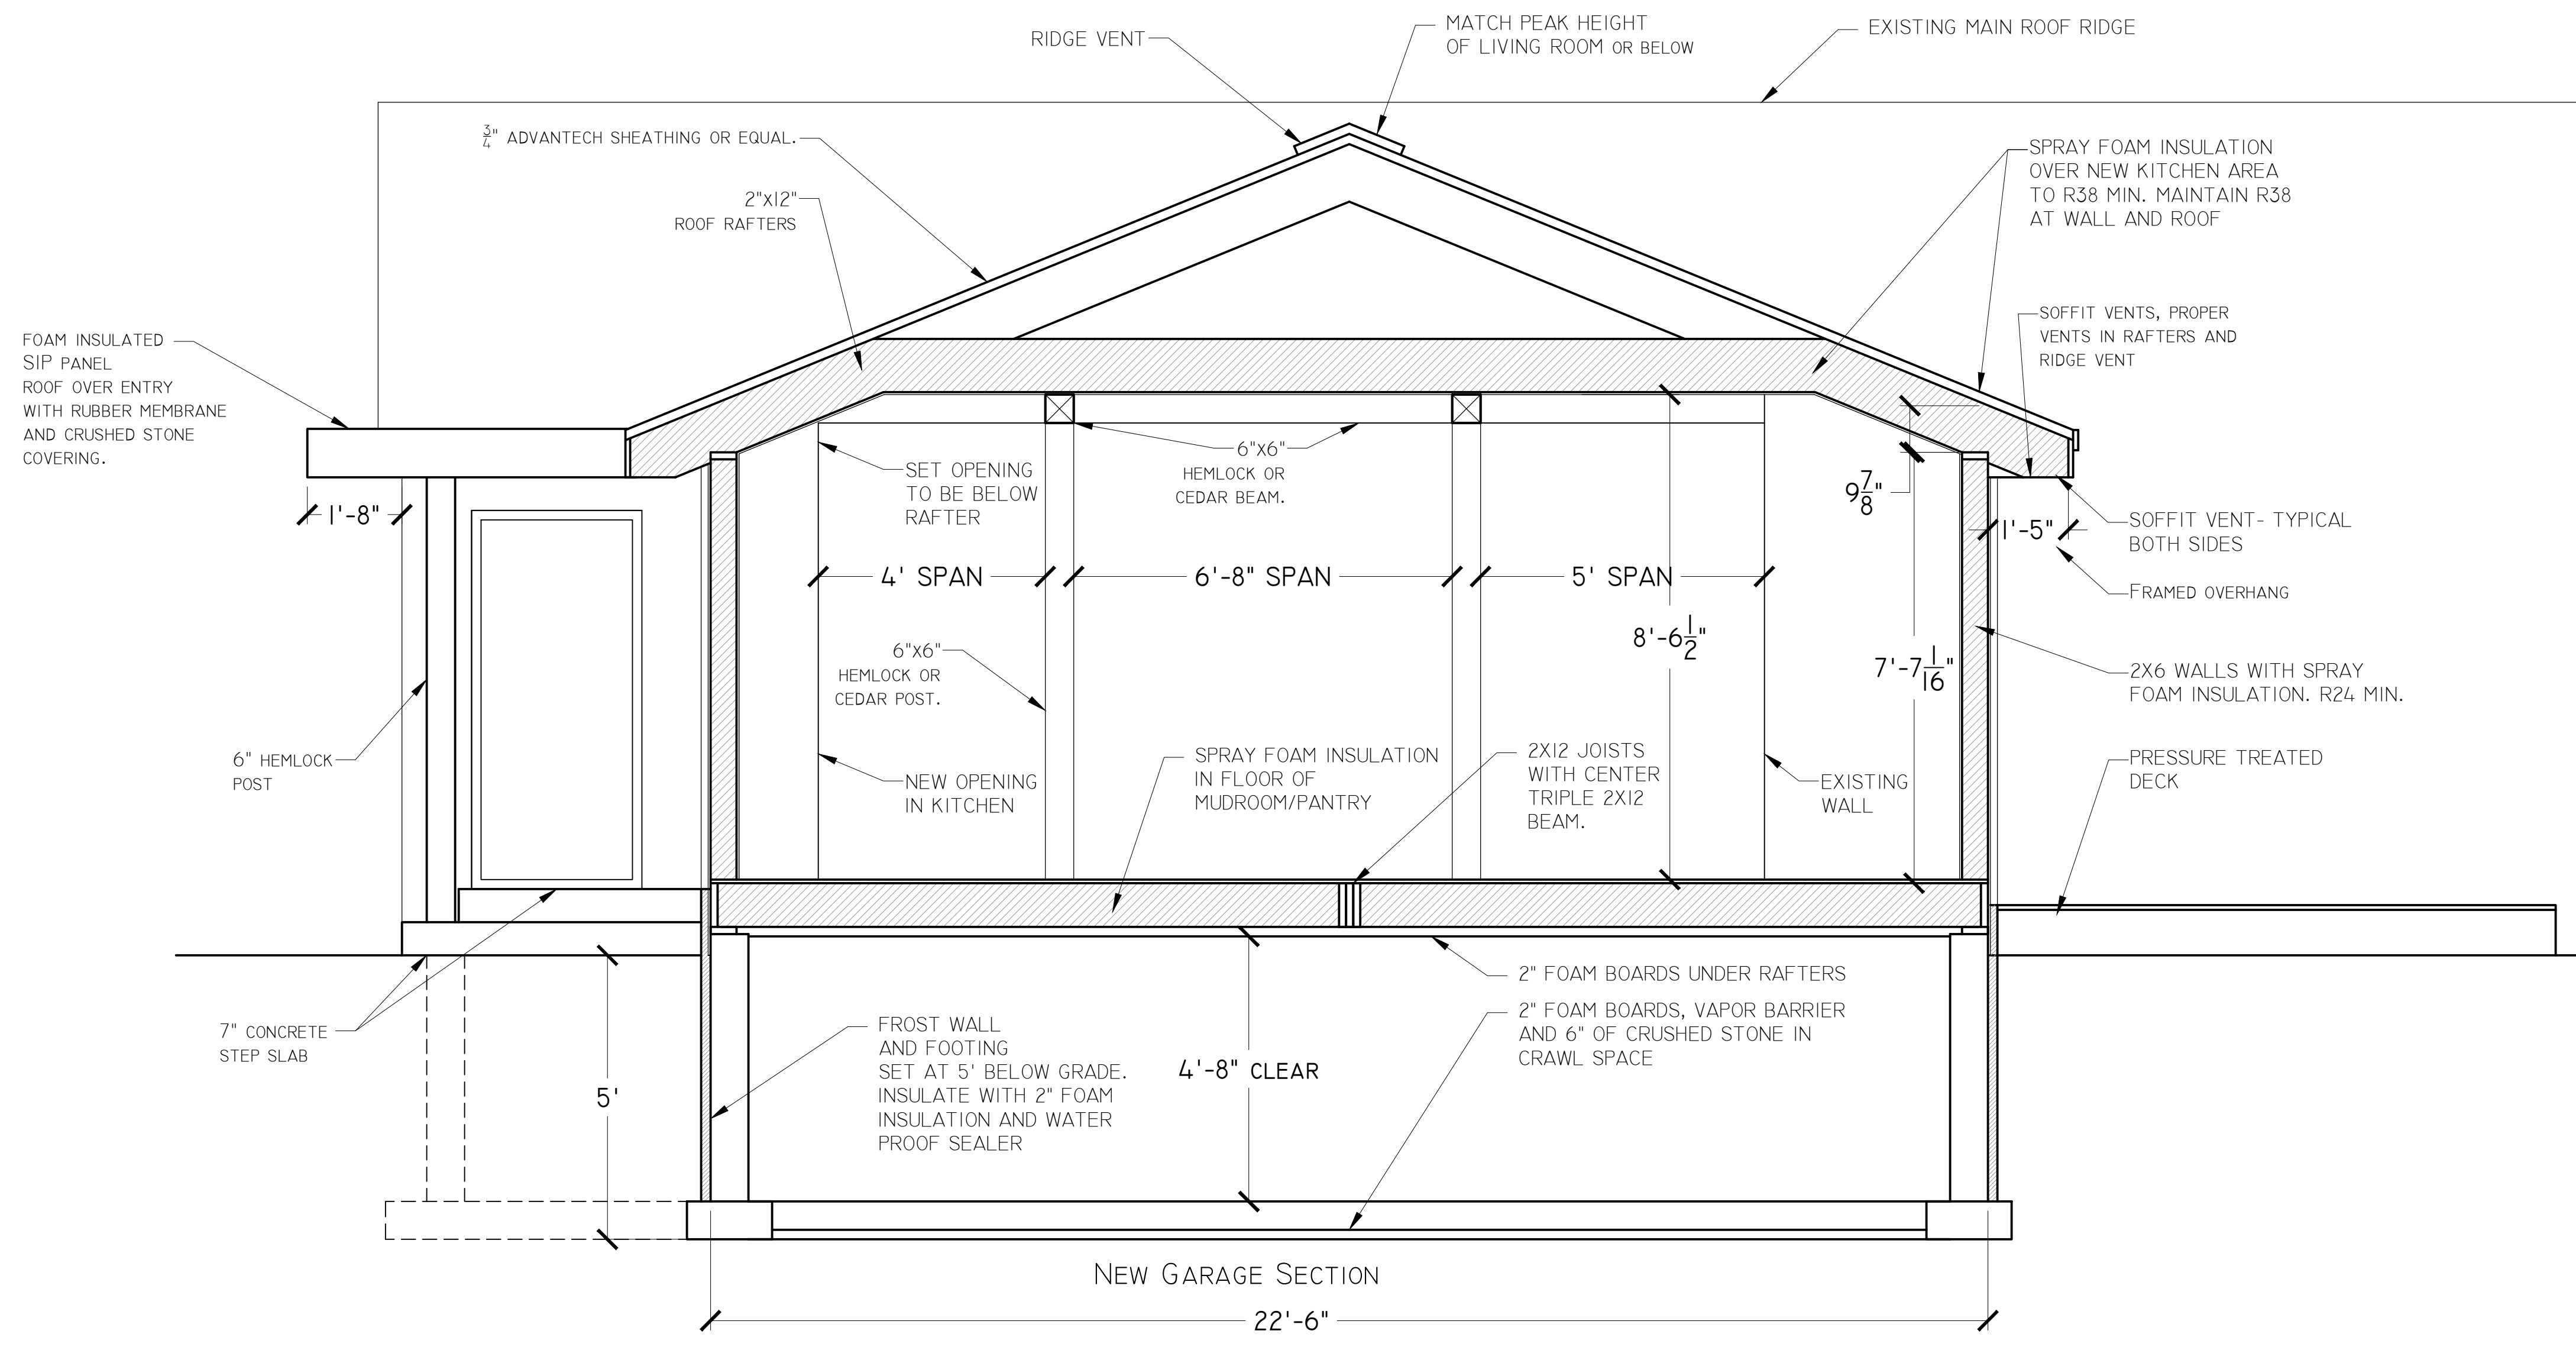 RIDGE VENT
MATCH PEAK HEIGHT
OF LIVING ROOM OR BELOW
EXISTING MAIN ROOF RIDGE
3/4" ADVANTECH SHEATHING OR EQUAL.
2"X12"
ROOF RAFTERS
SPRAY FOAM INSULATION
OVER NEW KITCHEN AREA
TO R38 MIN. MAINTAIN R38
AT WALL AND ROOF
FOAM INSULATED
SIP PANEL
ROOF OVER ENTRY
WITH RUBBER MEMBRANE
AND CRUSHED STONE
COVERING.
SOFFIT VENTS, PROPER
VENTS IN RAFTERS AND
RIDGE VENT
1'-8"
SET OPENING
TO BE BELOW
RAFTER
6"X6"
HEMLOCK OR
CEDAR BEAM.
9 7/8"
1'-5"
SOFFIT VENT- TYPICAL
BOTH SIDES
FRAMED OVERHANG
4' SPAN
6'-8" SPAN
5' SPAN
8'-6 1/2"
7'-7 1/16"
6"X6"
HEMLOCK OR
CEDAR POST.
2X6 WALLS WITH SPRAY
FOAM INSULATION. R24 MIN.
6" HEMLOCK
POST
NEW OPENING
IN KITCHEN
SPRAY FOAM INSULATION
IN FLOOR OF
MUDROOM/PANTRY
2X12 JOISTS
WITH CENTER
TRIPLE 2X12
BEAM.
EXISTING
WALL
PRESSURE TREATED
DECK
7" CONCRETE
STEP SLAB
5'
FROST WALL
AND FOOTING
SET AT 5' BELOW GRADE.
INSULATE WITH 2" FOAM
INSULATION AND WATER
PROOF SEALER
4'-8" CLEAR
2" FOAM BOARDS UNDER RAFTERS
2" FOAM BOARDS, VAPOR BARRIER
AND 6" OF CRUSHED STONE IN
CRAWL SPACE
NEW GARAGE SECTION
22'-6"